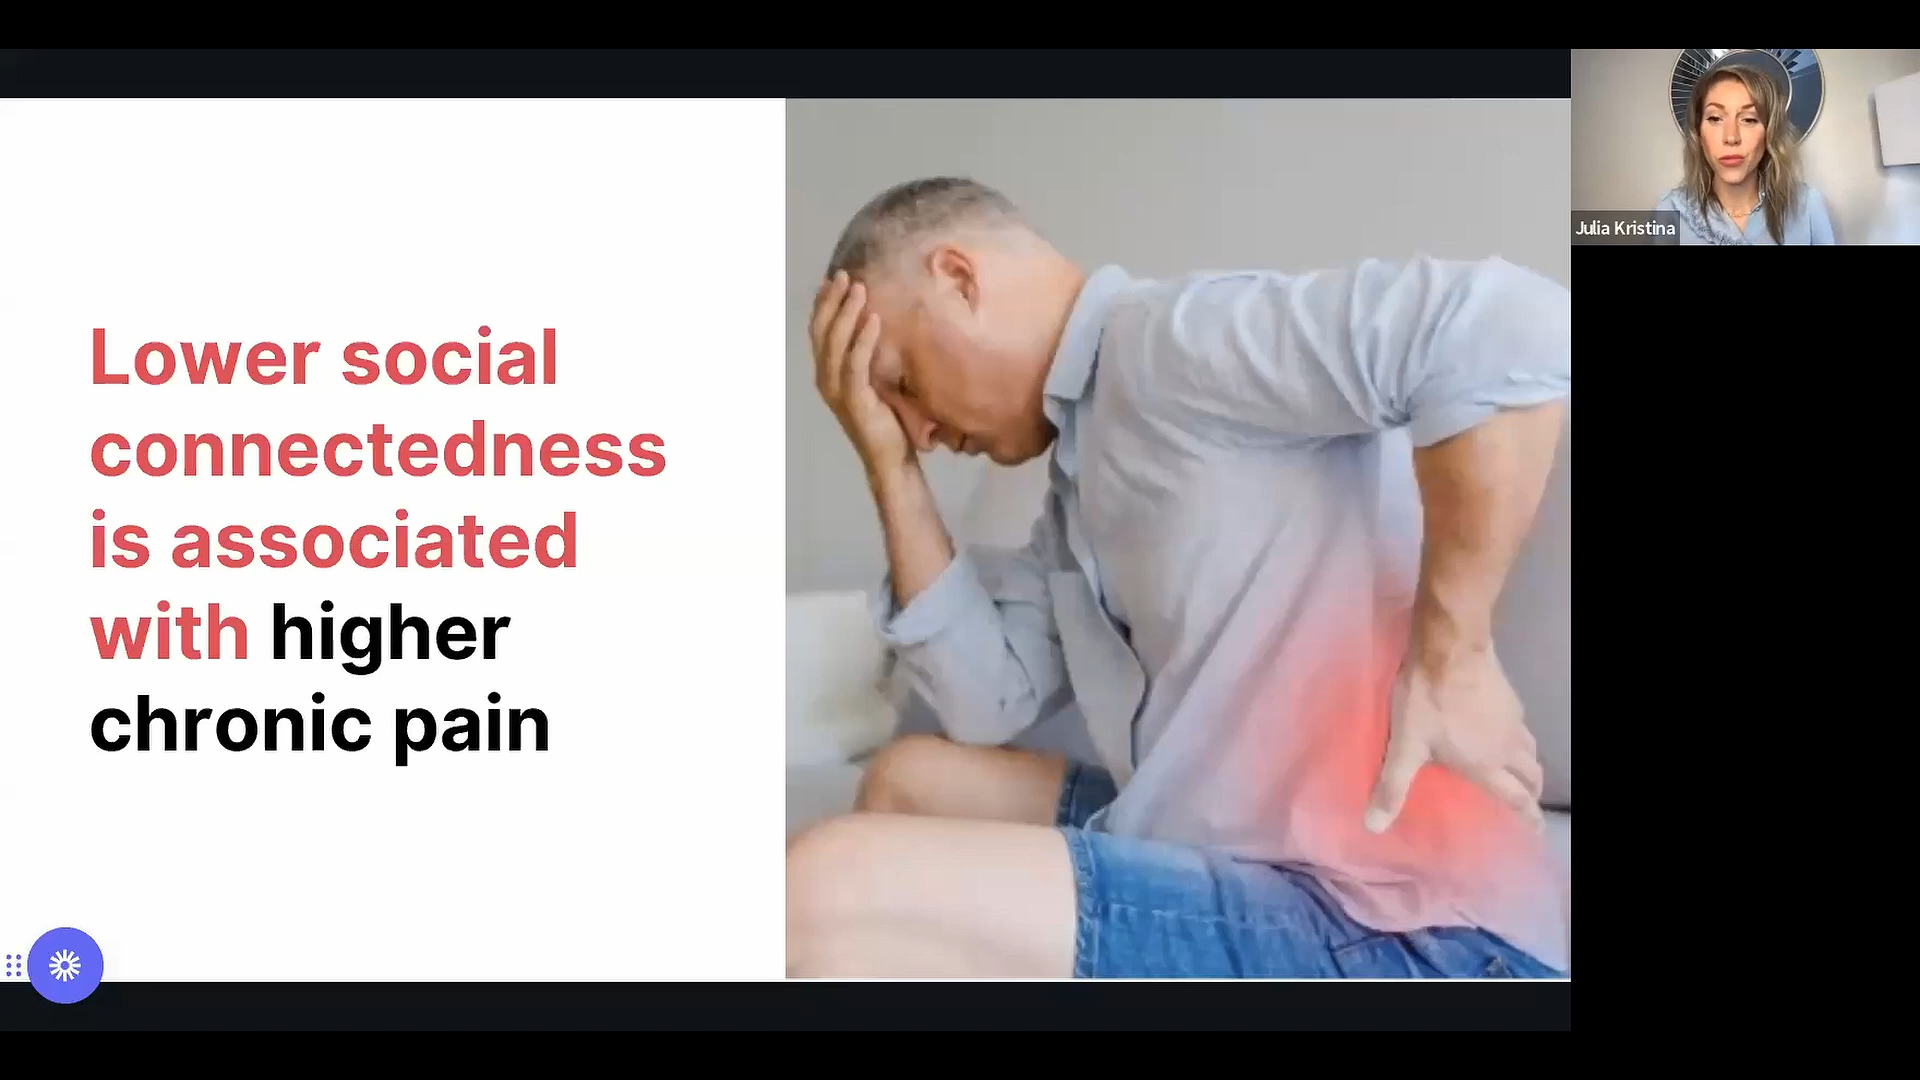 Lower social
connectedness
is associated
with higher
chronic pain
Julia Kristina